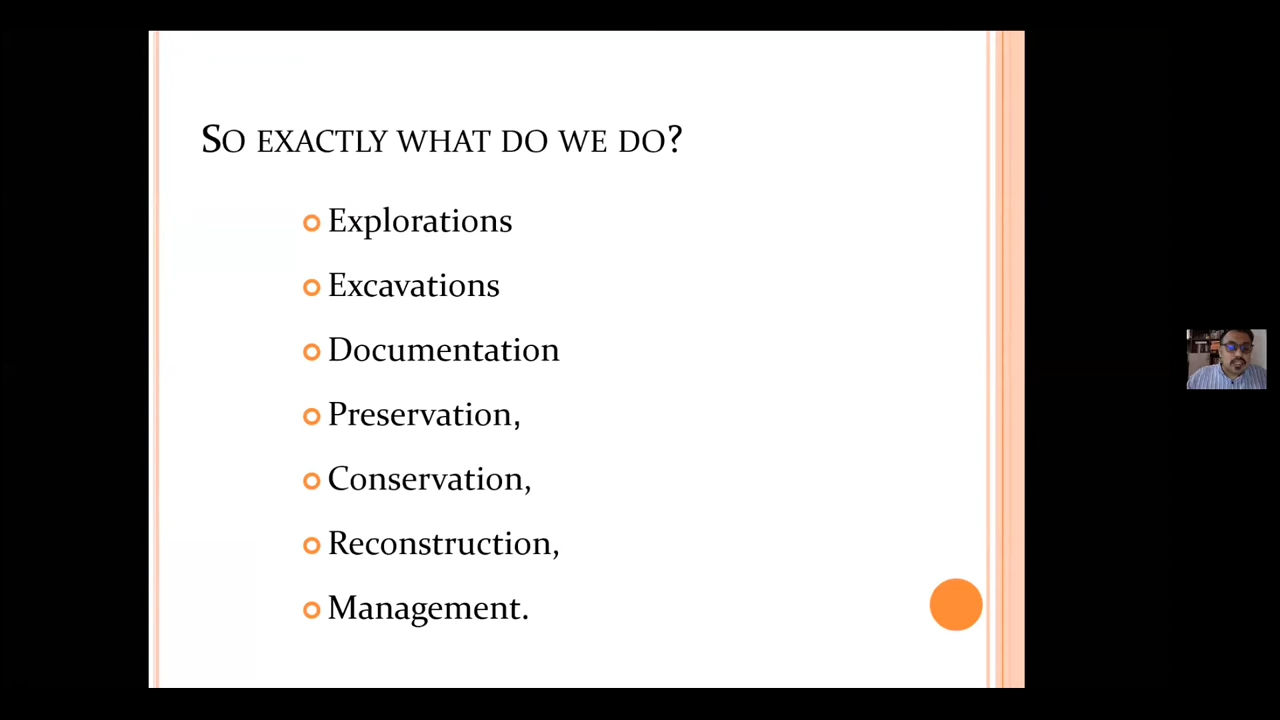 So exactly what do we do?
Explorations
Excavations
Documentation
Preservation,
Conservation,
Reconstruction,
Management.